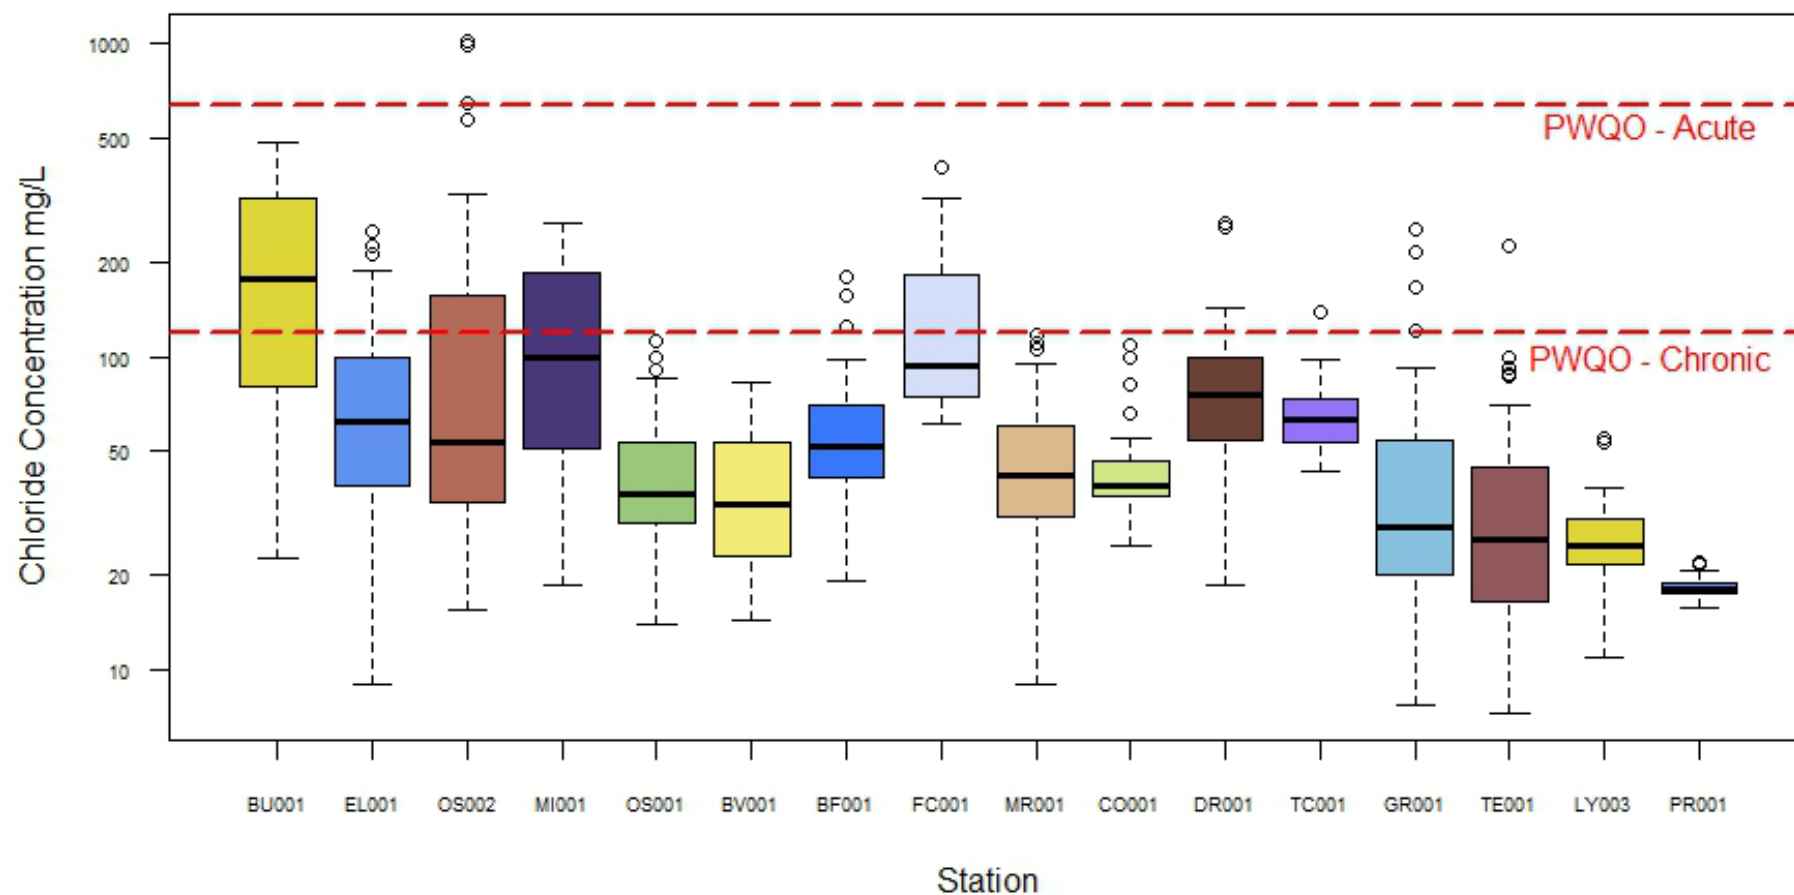 Chloride Concentration mg/L
1000
500
200
100
50
20
10
PWQO - Acute
PWQO - Chronic
BU001 EL001 OS002 MI001 OS001 BV001 BF001 FC001 MR001 CO001 DR001 TC001 GR001 TE001 LY003 PR001
Station